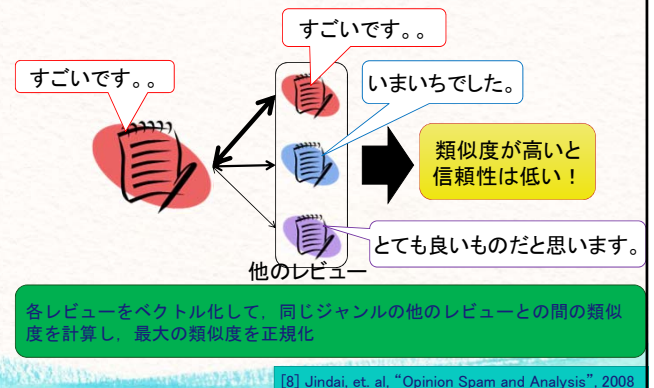 すごいです。。
すごいです。。
いまいちでした。
類似度が高いと
信頼性は低い！
とても良いものだと思います。
他のレビュー
各レビューをベクトル化して，同じジャンルの他のレビューとの間の類似
度を計算し，最大の類似度を正規化
[8] Jindai, et. al, “Opinion Spam and Analysis”, 2008